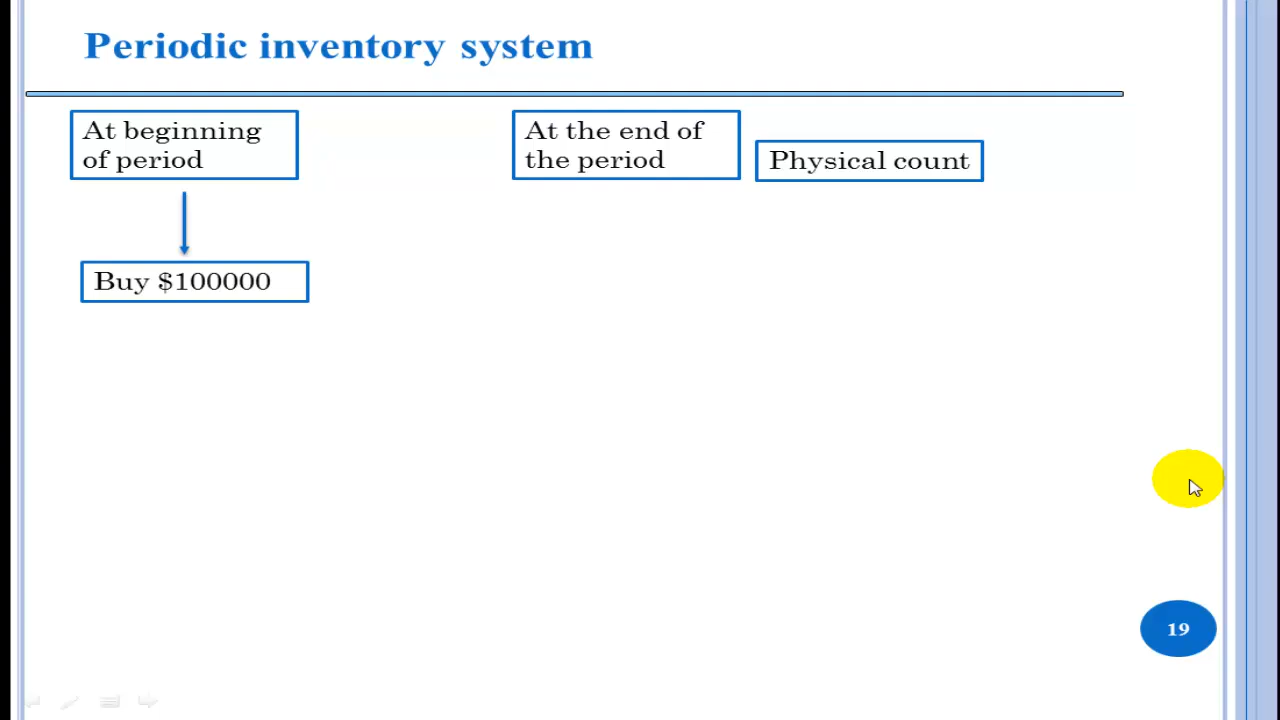 Periodic inventory system
At beginning
of period
At the end of
the period
Physical count
Buy $100000
19